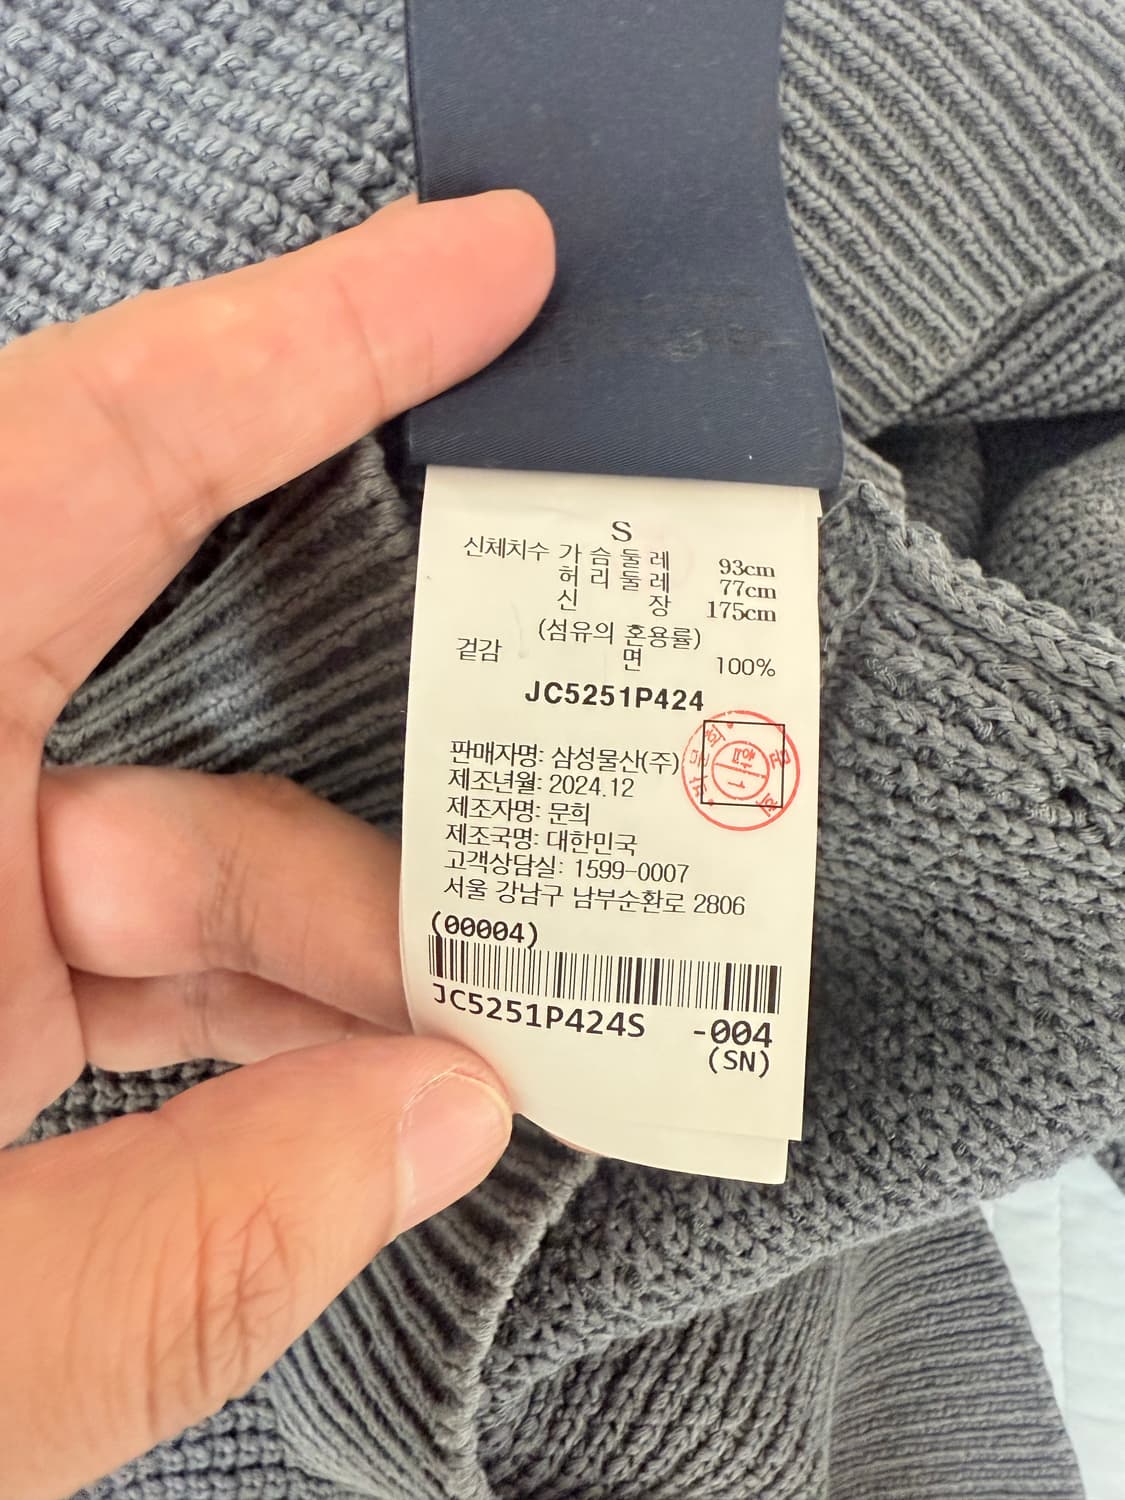 S
신체치수 가슴둘레 93cm
허리둘레 77cm
신 장 175cm
(섬유의 혼용률)
겉감 면 100%
JC5251P424
판매자명: 삼성물산(주)
제조년월: 2024.12
제조자명: 문희
제조국명: 대한민국
고객상담실: 1599-0007
서울 강남구 남부순환로 2806
(00004)
JC5251P424S -004
(SN)